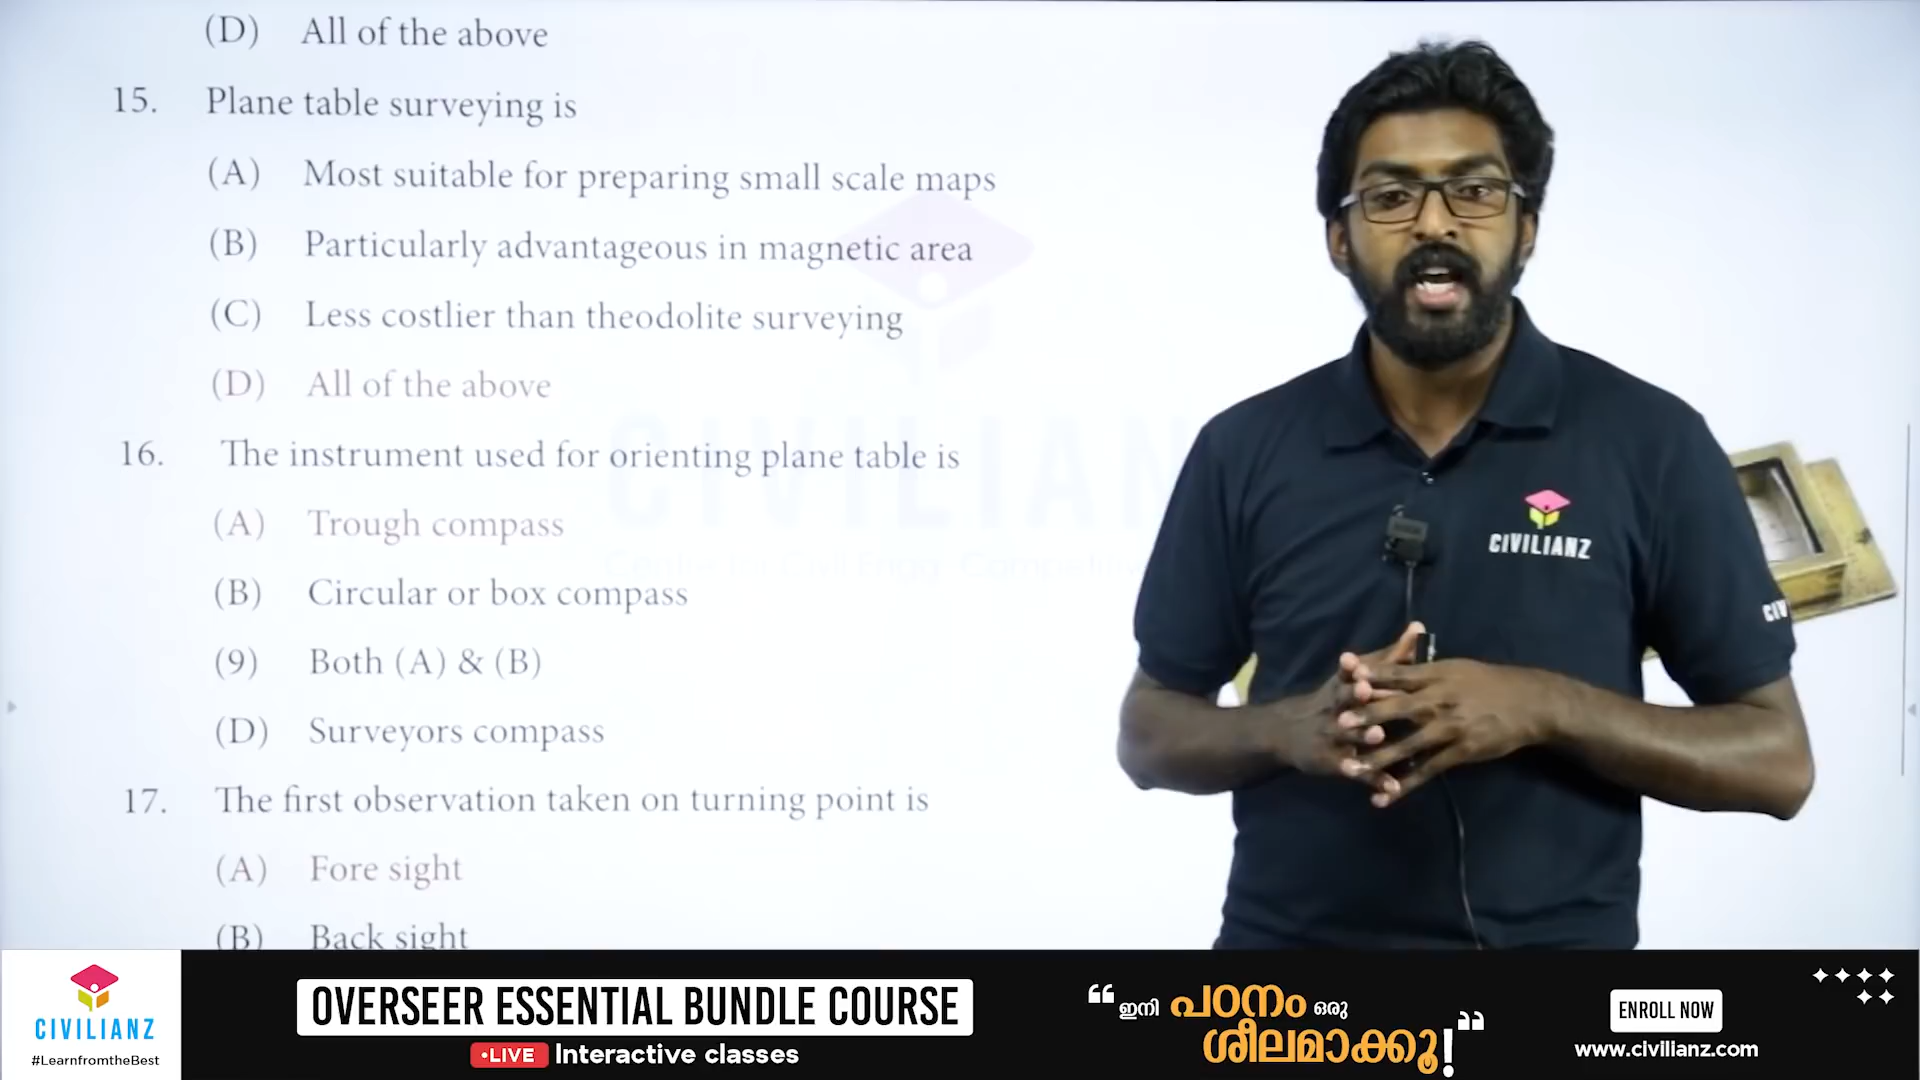 (D) All of the above
15. Plane table surveying is
(A) Most suitable for preparing small scale maps
(B) Particularly advantageous in magnetic area
(C) Less costlier than theodolite surveying
(D) All of the above
16. The instrument used for orienting plane table is
(A) Trough compass
(B) Circular or box compass
(9) Both (A) & (B)
(D) Surveyors compass
17. The first observation taken on turning point is
(A) Fore sight
(B) Back sight
CIVILIAN
CIVILIANZ
CIV
CIVILIANZ
#LearnfromtheBest
OVERSEER ESSENTIAL BUNDLE COURSE
•LIVE Interactive classes
“ഇനി പഠനം ഒരു
ശീലമാക്കൂ!”
ENROLL NOW
www.civilianz.com